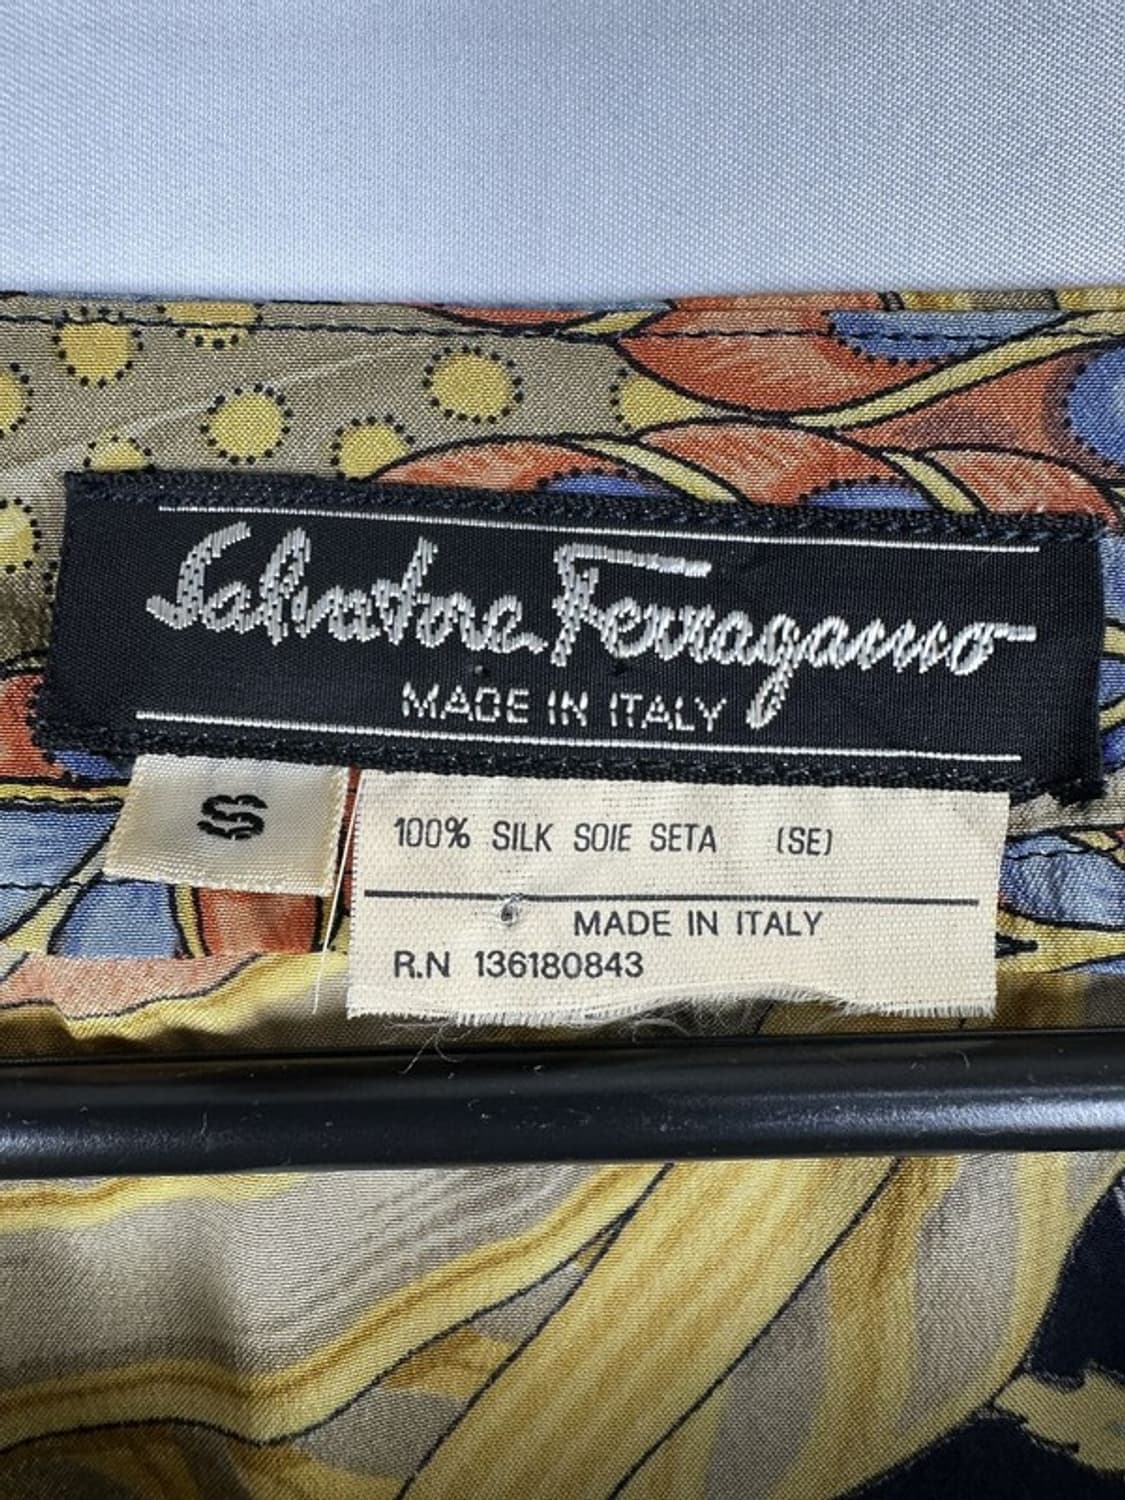 Salvatore Ferragamo
MADE IN ITALY
S
100% SILK SOIE SETA (SE)
MADE IN ITALY
R.N 136180843